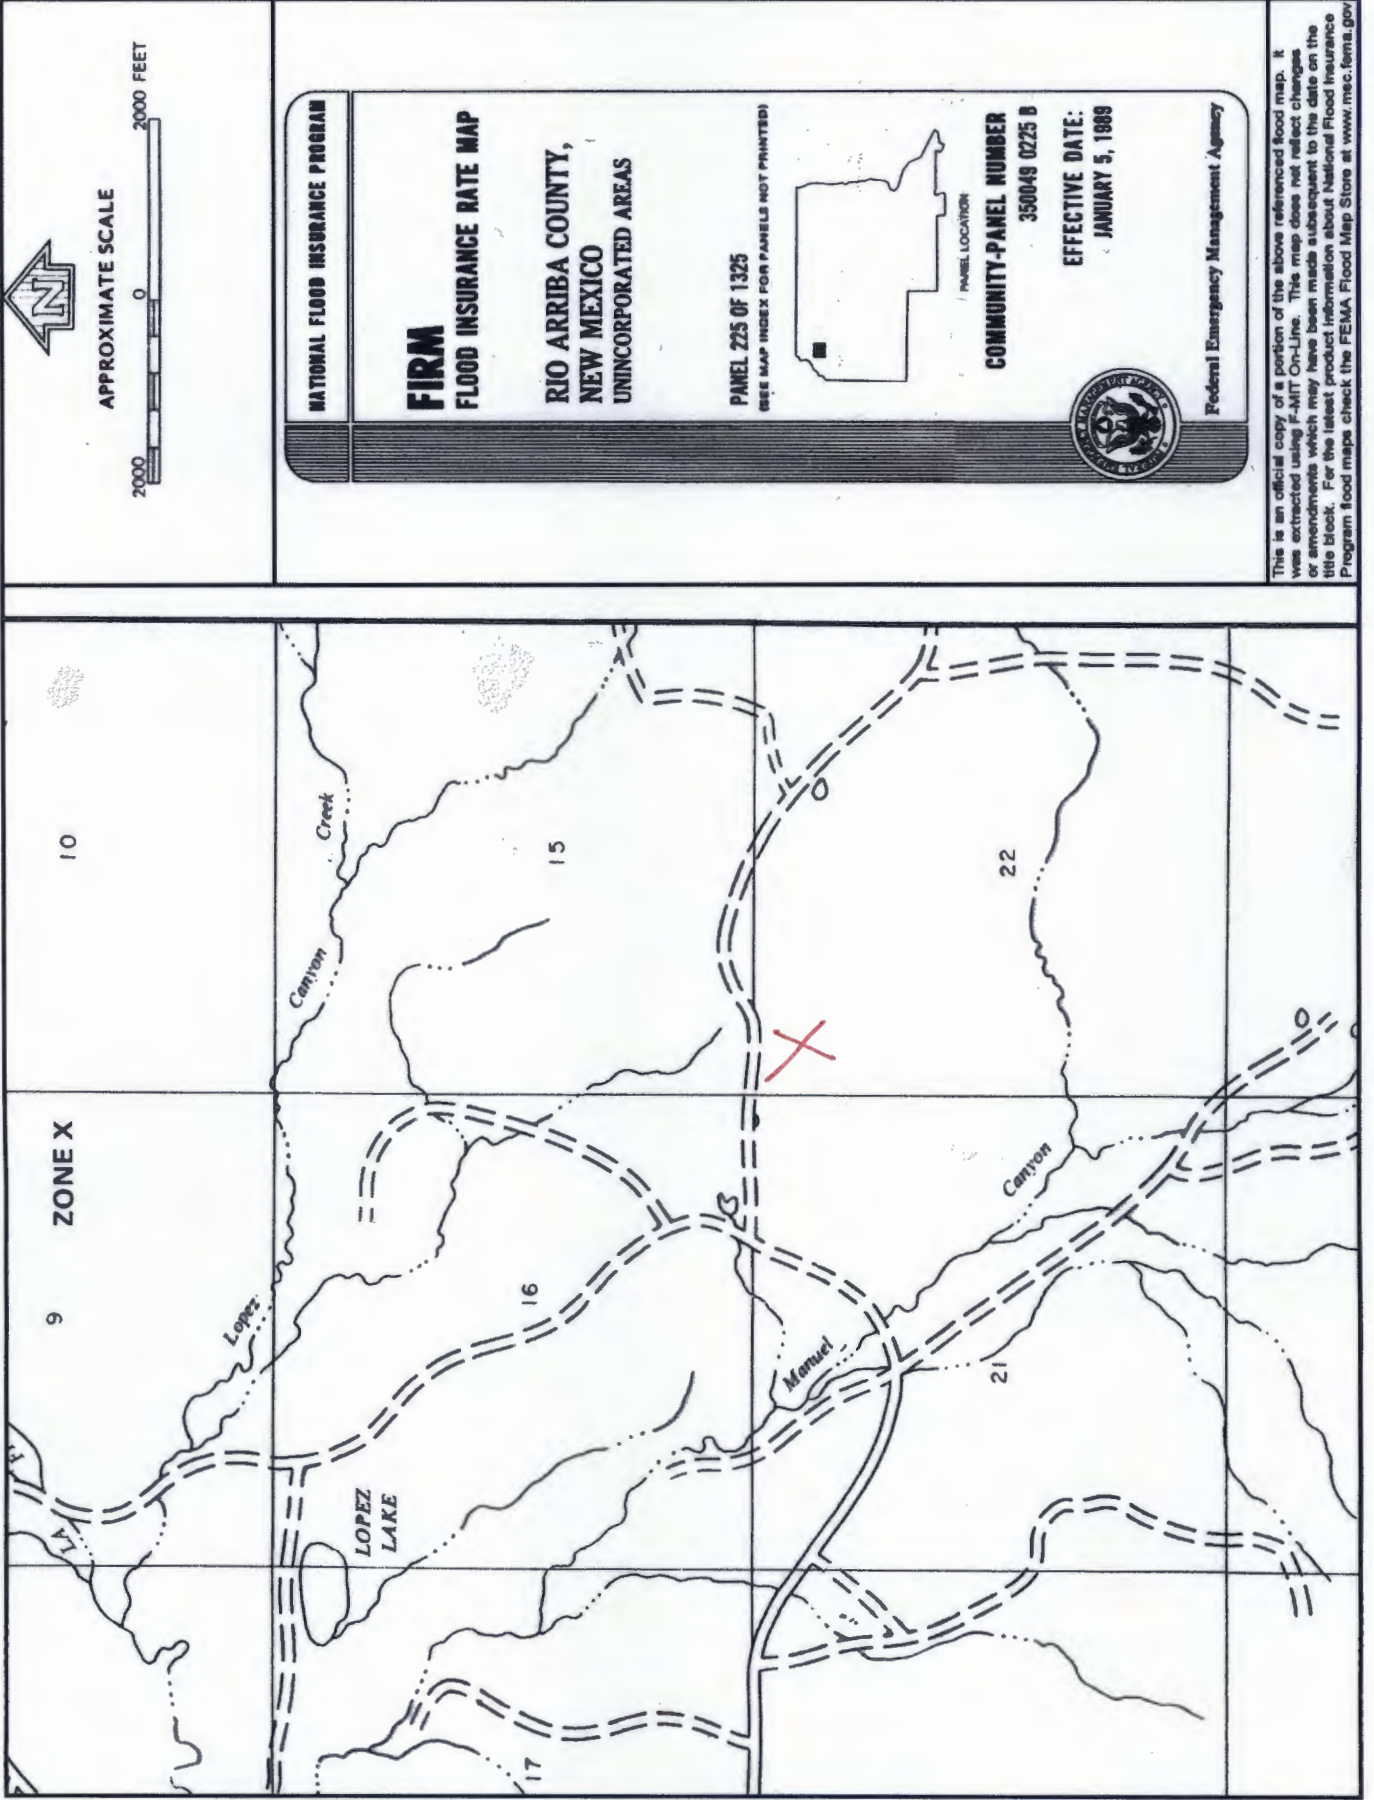 N
APPROXIMATE SCALE
2000 0 2000 FEET
NATIONAL FLOOD INSURANCE PROGRAM
FIRM
FLOOD INSURANCE RATE MAP
RIO ARRIBA COUNTY,
NEW MEXICO
UNINCORPORATED AREAS
PANEL 225 OF 1325
(SEE MAP INDEX FOR PANELS NOT PRINTED)
PANEL LOCATION
COMMUNITY-PANEL NUMBER
350049 0225 B
EFFECTIVE DATE:
JANUARY 5, 1989
Federal Emergency Management Agency
This is an official copy of a portion of the above referenced flood map. It
was extracted using F-MIT On-Line. This map does not reflect changes
or amendments which may have been made subsequent to the date on the
title block. For the latest product information about National Flood Insurance
Program flood maps check the FEMA Flood Map Store at www.msc.fema.gov
9
ZONE X
10
LA
Lopez
Canyon
Creek
LOPEZ
LAKE
17
16
15
Manuel
Canyon
21
22